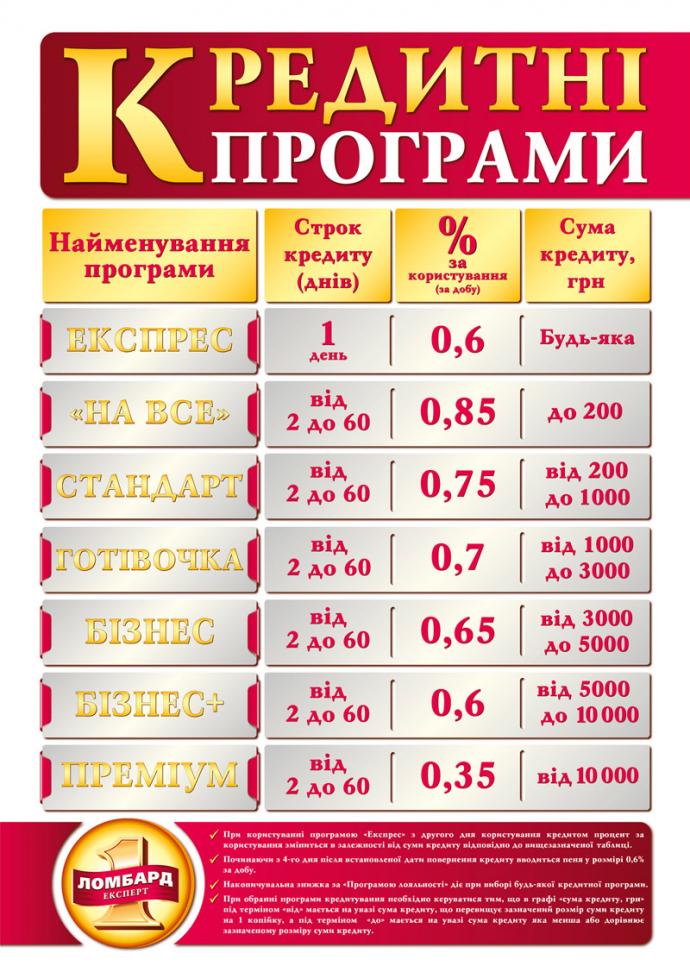 КРЕДИТНІ
ПРОГРАМИ
Найменування
програми
Строк
кредиту
(днів)
%
за
користування
(за добу)
Сума
кредиту,
грн
ЕКСПРЕС
1
день
0,6
Будь-яка
«НА ВСЕ»
від
2 до 60
0,85
до 200
СТАНДАРТ
від
2 до 60
0,75
від 200
до 1000
ГОТІВОЧКА
від
2 до 60
0,7
від 1000
до 3000
БІЗНЕС
від
2 до 60
0,65
від 3000
до 5000
БІЗНЕС+
від
2 до 60
0,6
від 5000
до 10 000
ПРЕМІУМ
від
2 до 60
0,35
від 10 000
1
ЛОМБАРД
ЕКСПЕРТ
✓ При користуванні програмою «Експрес» з другого дня користування кредитом процент за
користування зміниться в залежності від суми кредиту відповідно до вищезазначеної таблиці.
✓ Починаючи з 4-го дня після встановленої дати повернення кредиту вводиться пеня у розмірі 0,6%
за добу.
✓ Накопичувальна знижка за «Програмою лояльності» діє при виборі будь-якої кредитної програми.
✓ При обранні програми кредитування необхідно керуватися тим, що в графі «сума кредиту, грн»
під терміном «від» мається на увазі сума кредиту, що перевищує зазначений розмір суми кредиту
на 1 копійку, а під терміном «до» мається на увазі сума кредиту яка менша або дорівнює
зазначеному розміру суми кредиту.